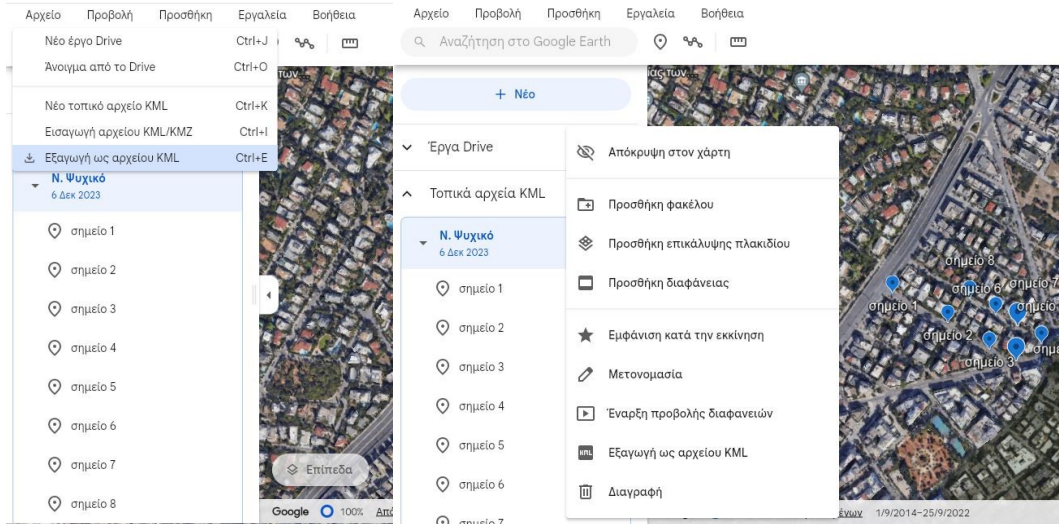 Αρχείο Προβολή Προσθήκη Εργαλεία Βοήθεια
Νέο έργο Drive Ctrl+J
Άνοιγμα από το Drive Ctrl+O
Νέο τοπικό αρχείο KML Ctrl+K
Εισαγωγή αρχείου KML/KMZ Ctrl+I
Εξαγωγή ως αρχείου KML Ctrl+E
Ν. Ψυχικό
6 Δεκ 2023
σημείο 1
σημείο 2
σημείο 3
σημείο 4
σημείο 5
σημείο 6
σημείο 7
σημείο 8
Επίπεδα
Google 100%
Αρχείο Προβολή Προσθήκη Εργαλεία Βοήθεια
Αναζήτηση στο Google Earth
+ Νέο
Έργα Drive
Τοπικά αρχεία KML
Ν. Ψυχικό
6 Δεκ 2023
σημείο 1
σημείο 2
σημείο 3
σημείο 4
σημείο 5
σημείο 6
σημείο 7
Απόκρυψη στον χάρτη
Προσθήκη φακέλου
Προσθήκη επικάλυψης πλακιδίου
Προσθήκη διαφάνειας
Εμφάνιση κατά την εκκίνηση
Μετονομασία
Έναρξη προβολής διαφανειών
KML Εξαγωγή ως αρχείου KML
Διαγραφή
σημείο 8
σημείο 6 σημείο 7
σημείο 1 σημείο
σημείο 2
σημείο 3
1/9/2014–25/9/2022